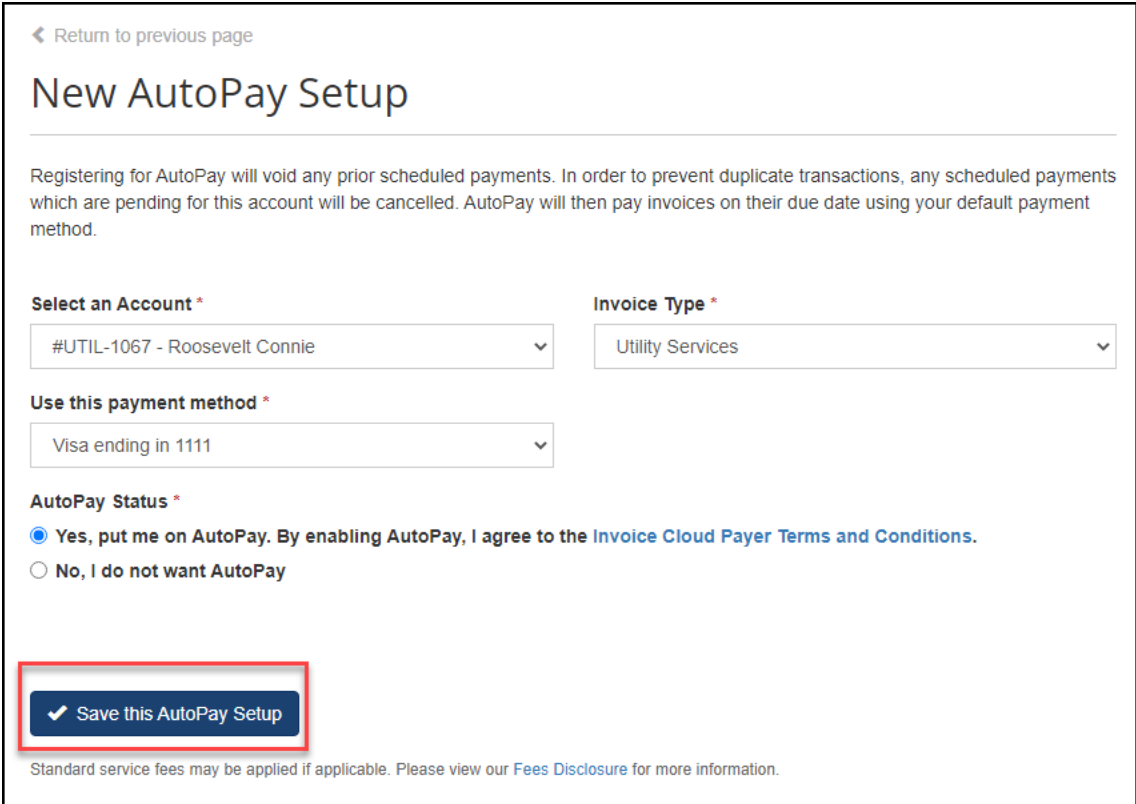 Return to previous page
New AutoPay Setup
Registering for AutoPay will void any prior scheduled payments. In order to prevent duplicate transactions, any scheduled payments
which are pending for this account will be cancelled. AutoPay will then pay invoices on their due date using your default payment
method.
Select an Account *
Invoice Type *
#UTIL-1067 - Roosevelt Connie
Utility Services
Use this payment method *
Visa ending in 1111
AutoPay Status *
Yes, put me on AutoPay. By enabling AutoPay, I agree to the Invoice Cloud Payer Terms and Conditions.
No, I do not want AutoPay
Save this AutoPay Setup
Standard service fees may be applied if applicable. Please view our Fees Disclosure for more information.